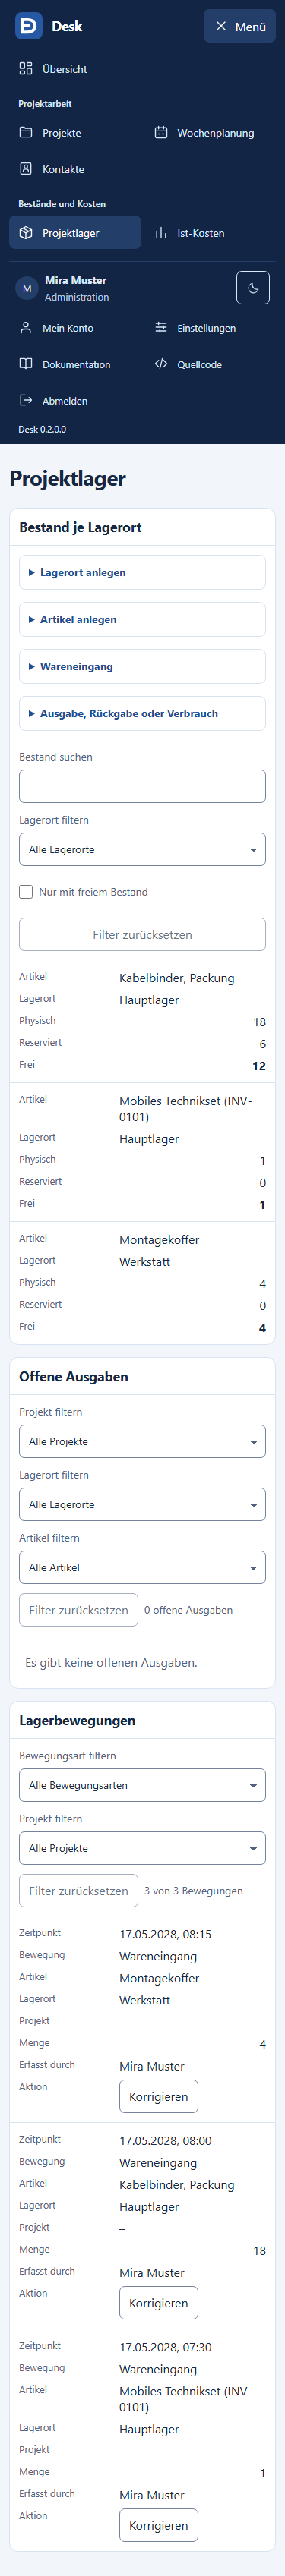 Desk
Menü
Übersicht
Projektarbeit
Projekte
Wochenplanung
Kontakte
Bestände und Kosten
Projektlager
Ist-Kosten
M
Mira Muster
Administration
Mein Konto
Einstellungen
Dokumentation
Quellcode
Abmelden
Desk 0.2.0.0
Projektlager
Bestand je Lagerort
Lagerort anlegen
Artikel anlegen
Wareneingang
Ausgabe, Rückgabe oder Verbrauch
Bestand suchen
Lagerort filtern
Alle Lagerorte
Nur mit freiem Bestand
Filter zurücksetzen
Artikel Kabelbinder, Packung
Lagerort Hauptlager
Physisch 18
Reserviert 6
Frei 12
Artikel Mobiles Technikset (INV-
0101)
Lagerort Hauptlager
Physisch 1
Reserviert 0
Frei 1
Artikel Montagekoffer
Lagerort Werkstatt
Physisch 4
Reserviert 0
Frei 4
Offene Ausgaben
Projekt filtern
Alle Projekte
Lagerort filtern
Alle Lagerorte
Artikel filtern
Alle Artikel
Filter zurücksetzen 0 offene Ausgaben
Es gibt keine offenen Ausgaben.
Lagerbewegungen
Bewegungsart filtern
Alle Bewegungsarten
Projekt filtern
Alle Projekte
Filter zurücksetzen 3 von 3 Bewegungen
Zeitpunkt 17.05.2028, 08:15
Bewegung Wareneingang
Artikel Montagekoffer
Lagerort Werkstatt
Projekt –
Menge 4
Erfasst durch Mira Muster
Aktion Korrigieren
Zeitpunkt 17.05.2028, 08:00
Bewegung Wareneingang
Artikel Kabelbinder, Packung
Lagerort Hauptlager
Projekt –
Menge 18
Erfasst durch Mira Muster
Aktion Korrigieren
Zeitpunkt 17.05.2028, 07:30
Bewegung Wareneingang
Artikel Mobiles Technikset (INV-
0101)
Lagerort Hauptlager
Projekt –
Menge 1
Erfasst durch Mira Muster
Aktion Korrigieren